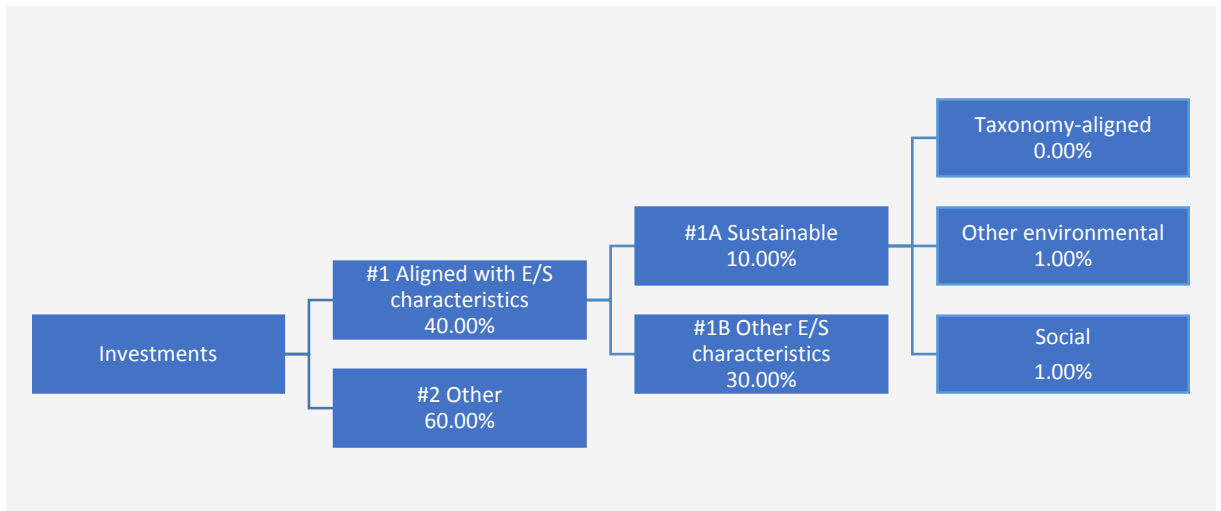 Investments
#1 Aligned with E/S
characteristics
40.00%
#2 Other
60.00%
#1A Sustainable
10.00%
#1B Other E/S
characteristics
30.00%
Taxonomy-aligned
0.00%
Other environmental
1.00%
Social
1.00%